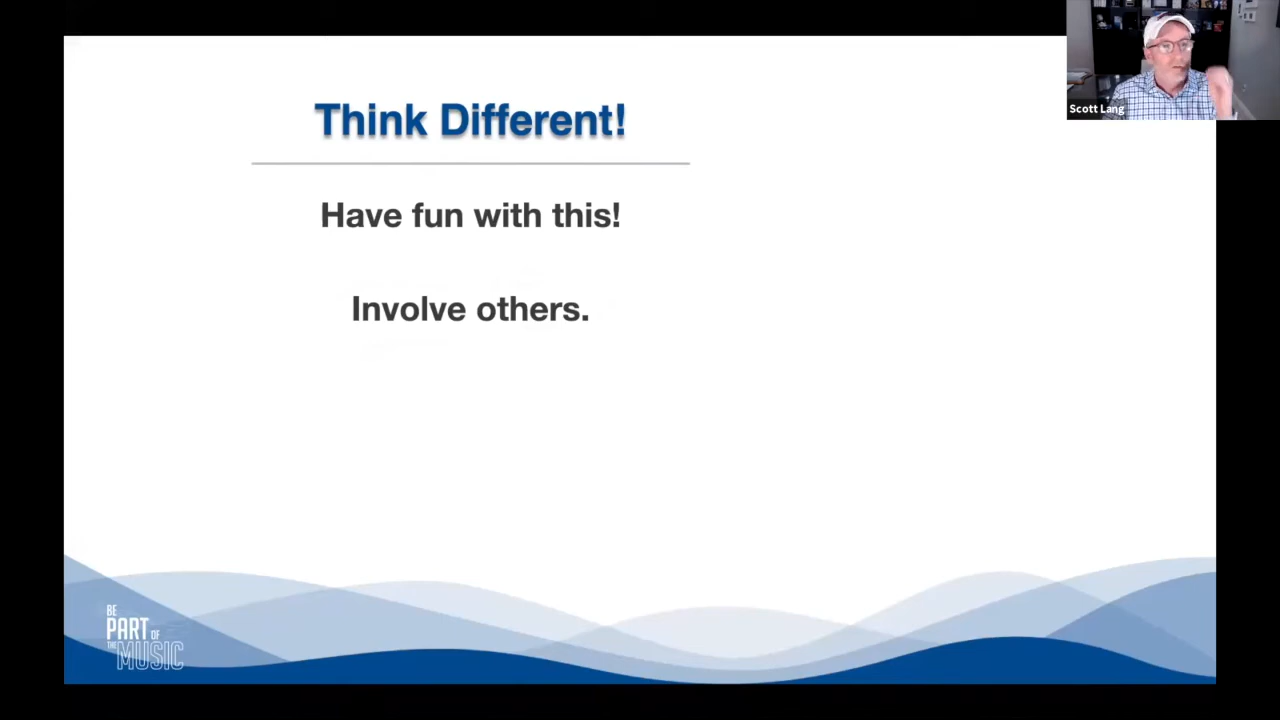 Think Different!
Have fun with this!
Involve others.
Scott Lang
BE
PART OF
THE MUSIC